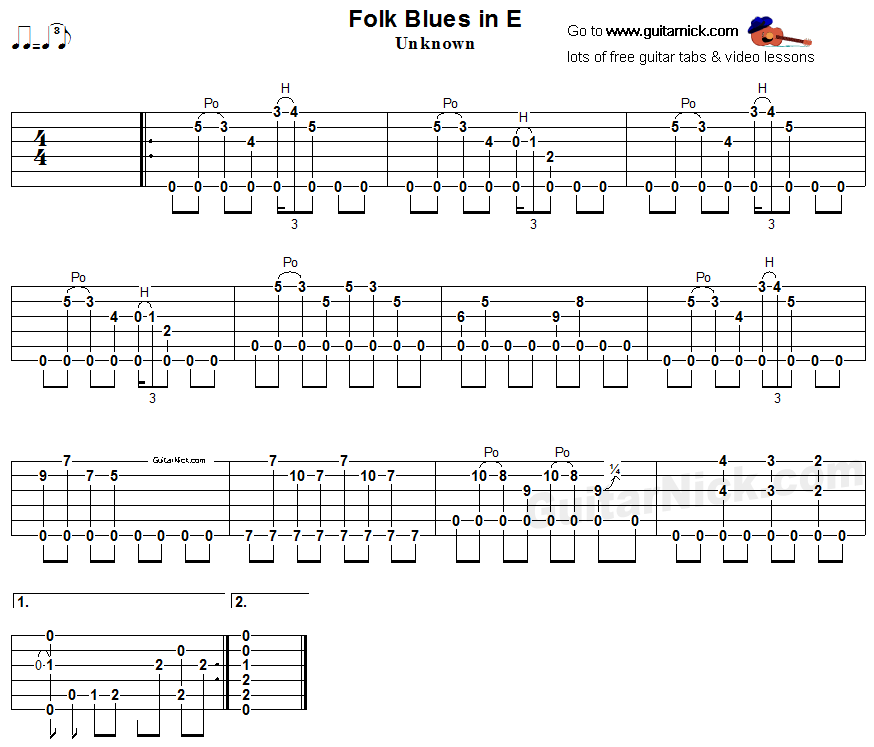 Folk Blues in E
Unknown
3
Go to www.guitarnick.com
lots of free guitar tabs & video lessons
Po H Po H Po H
3 4 3 4
5 3 5 5 3 5 3 5
4 4 4 0 1 4
2
0 0 0 0 0 0 0 0 0 0 0 0 0 0 0 0 0 0 0 0 0 0 0 0
3 3 3
Po H Po Po H
5 3 5 3 3 4
5 3 5 5 5 5 8 5 3 5
4 0 1 6 9 4
2
0 0 0 0 0 0 0 0 0 0 0 0 0 0 0 0
0 0 0 0 0 0 0 0 0 0 0 0 0 0 0 0
3 3
GuitarNick.com
Po Po 1/4
7 7 7 4 3 2
9 7 5 10 7 10 7 10 8 10 8
9 9 4 3 2
0 0 0 0 0 0 0
0 0 0 0 0 0 0 0 7 7 7 7 7 7 7 7 0 0 0 0 0 0 0 0
GuitarNick.com
1. 2.
0 0
0 0
0 1 2 2 1
2
0 1 2 2 2
0 0